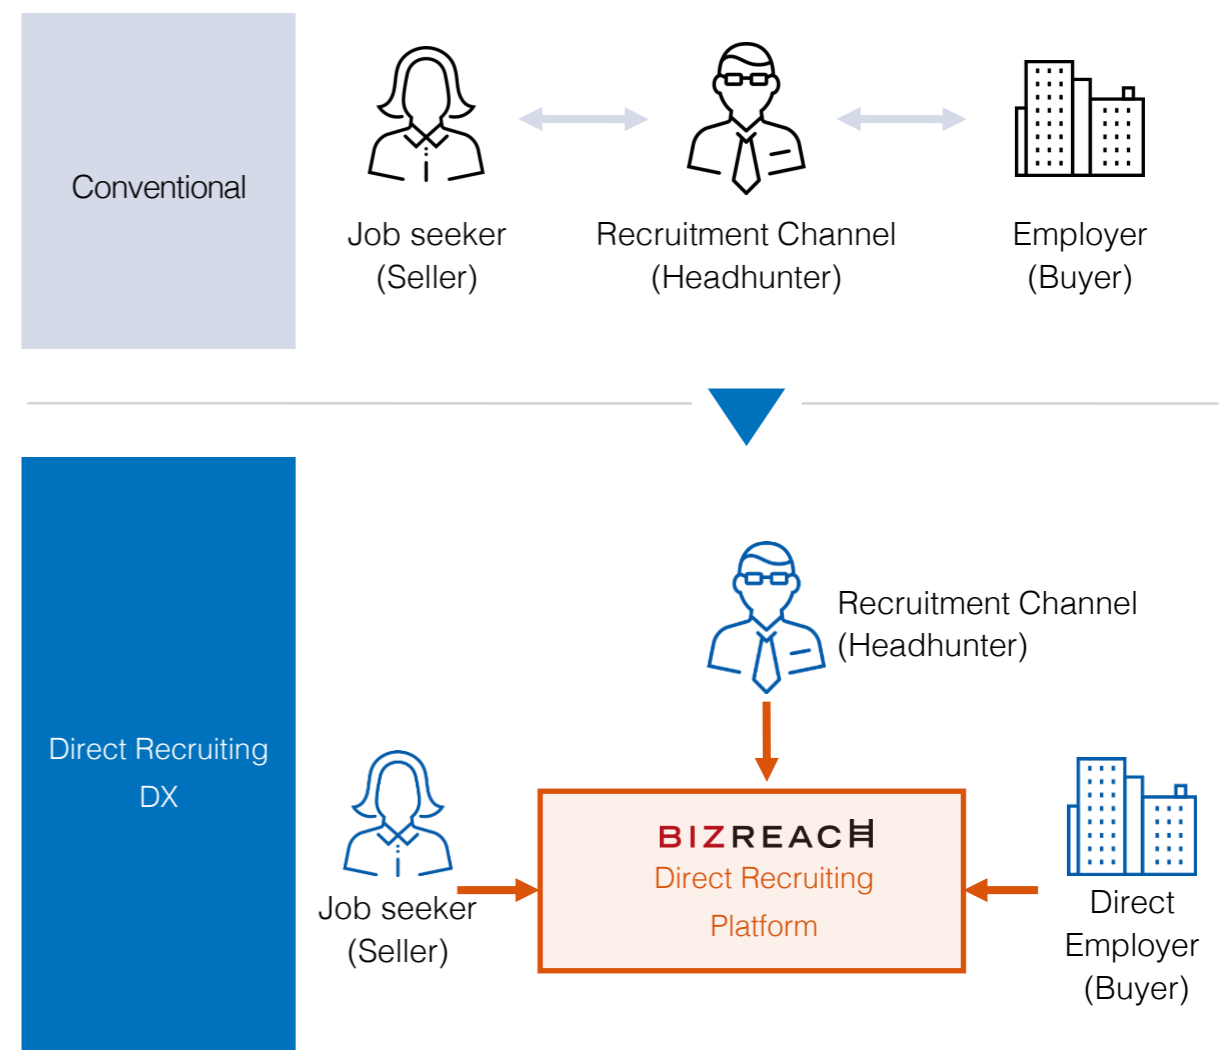 Conventional
Job seeker
(Seller)
Recruitment Channel
(Headhunter)
Employer
(Buyer)
Direct Recruiting
DX
Recruitment Channel
(Headhunter)
Job seeker
(Seller)
BIZREACH
Direct Recruiting
Platform
Direct
Employer
(Buyer)